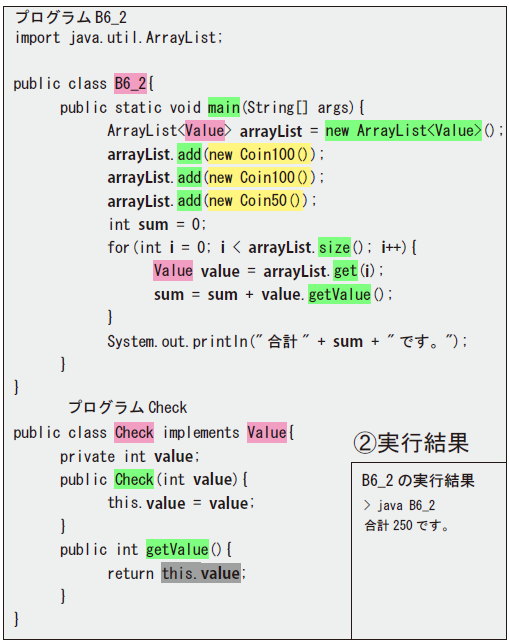 プログラム B6_2
import java.util.ArrayList;
public class B6_2{
public static void main(String[] args){
ArrayList<Value> arrayList = new ArrayList<Value>();
arrayList.add(new Coin100());
arrayList.add(new Coin100());
arrayList.add(new Coin50());
int sum = 0;
for(int i = 0; i < arrayList.size(); i++){
Value value = arrayList.get(i);
sum = sum + value.getValue();
}
System.out.println("合計" + sum + "です。");
}
}
プログラム Check
public class Check implements Value{
private int value;
public Check(int value){
this.value = value;
}
public int getValue(){
return this.value;
}
}
②実行結果
B6_2 の実行結果
> java B6_2
合計 250 です。